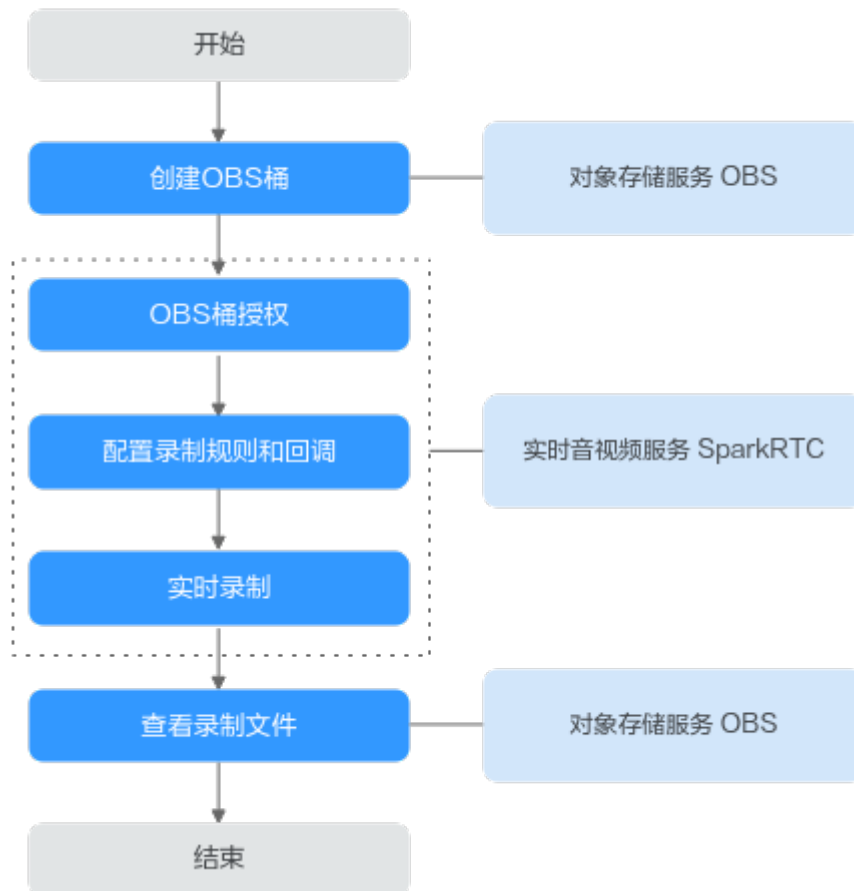 开始
创建OBS桶
对象存储服务 OBS
OBS桶授权
配置录制规则和回调
实时音视频服务 SparkRTC
实时录制
查看录制文件
对象存储服务 OBS
结束